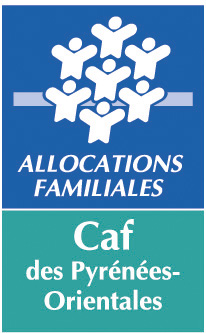 ALLOCATIONS
FAMILIALES
Caf
des Pyrénées-
Orientales